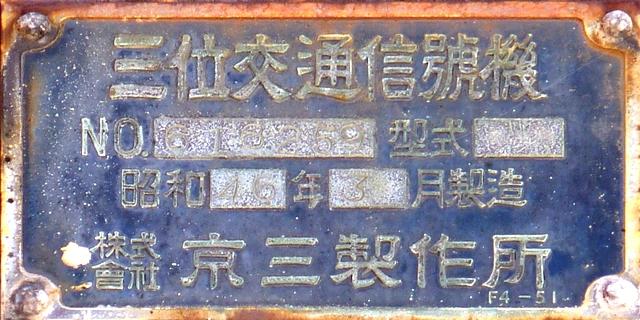 三位交通信號機
NO. 型式
昭和46年3月製造
株式會社 京三製作所
F4-51